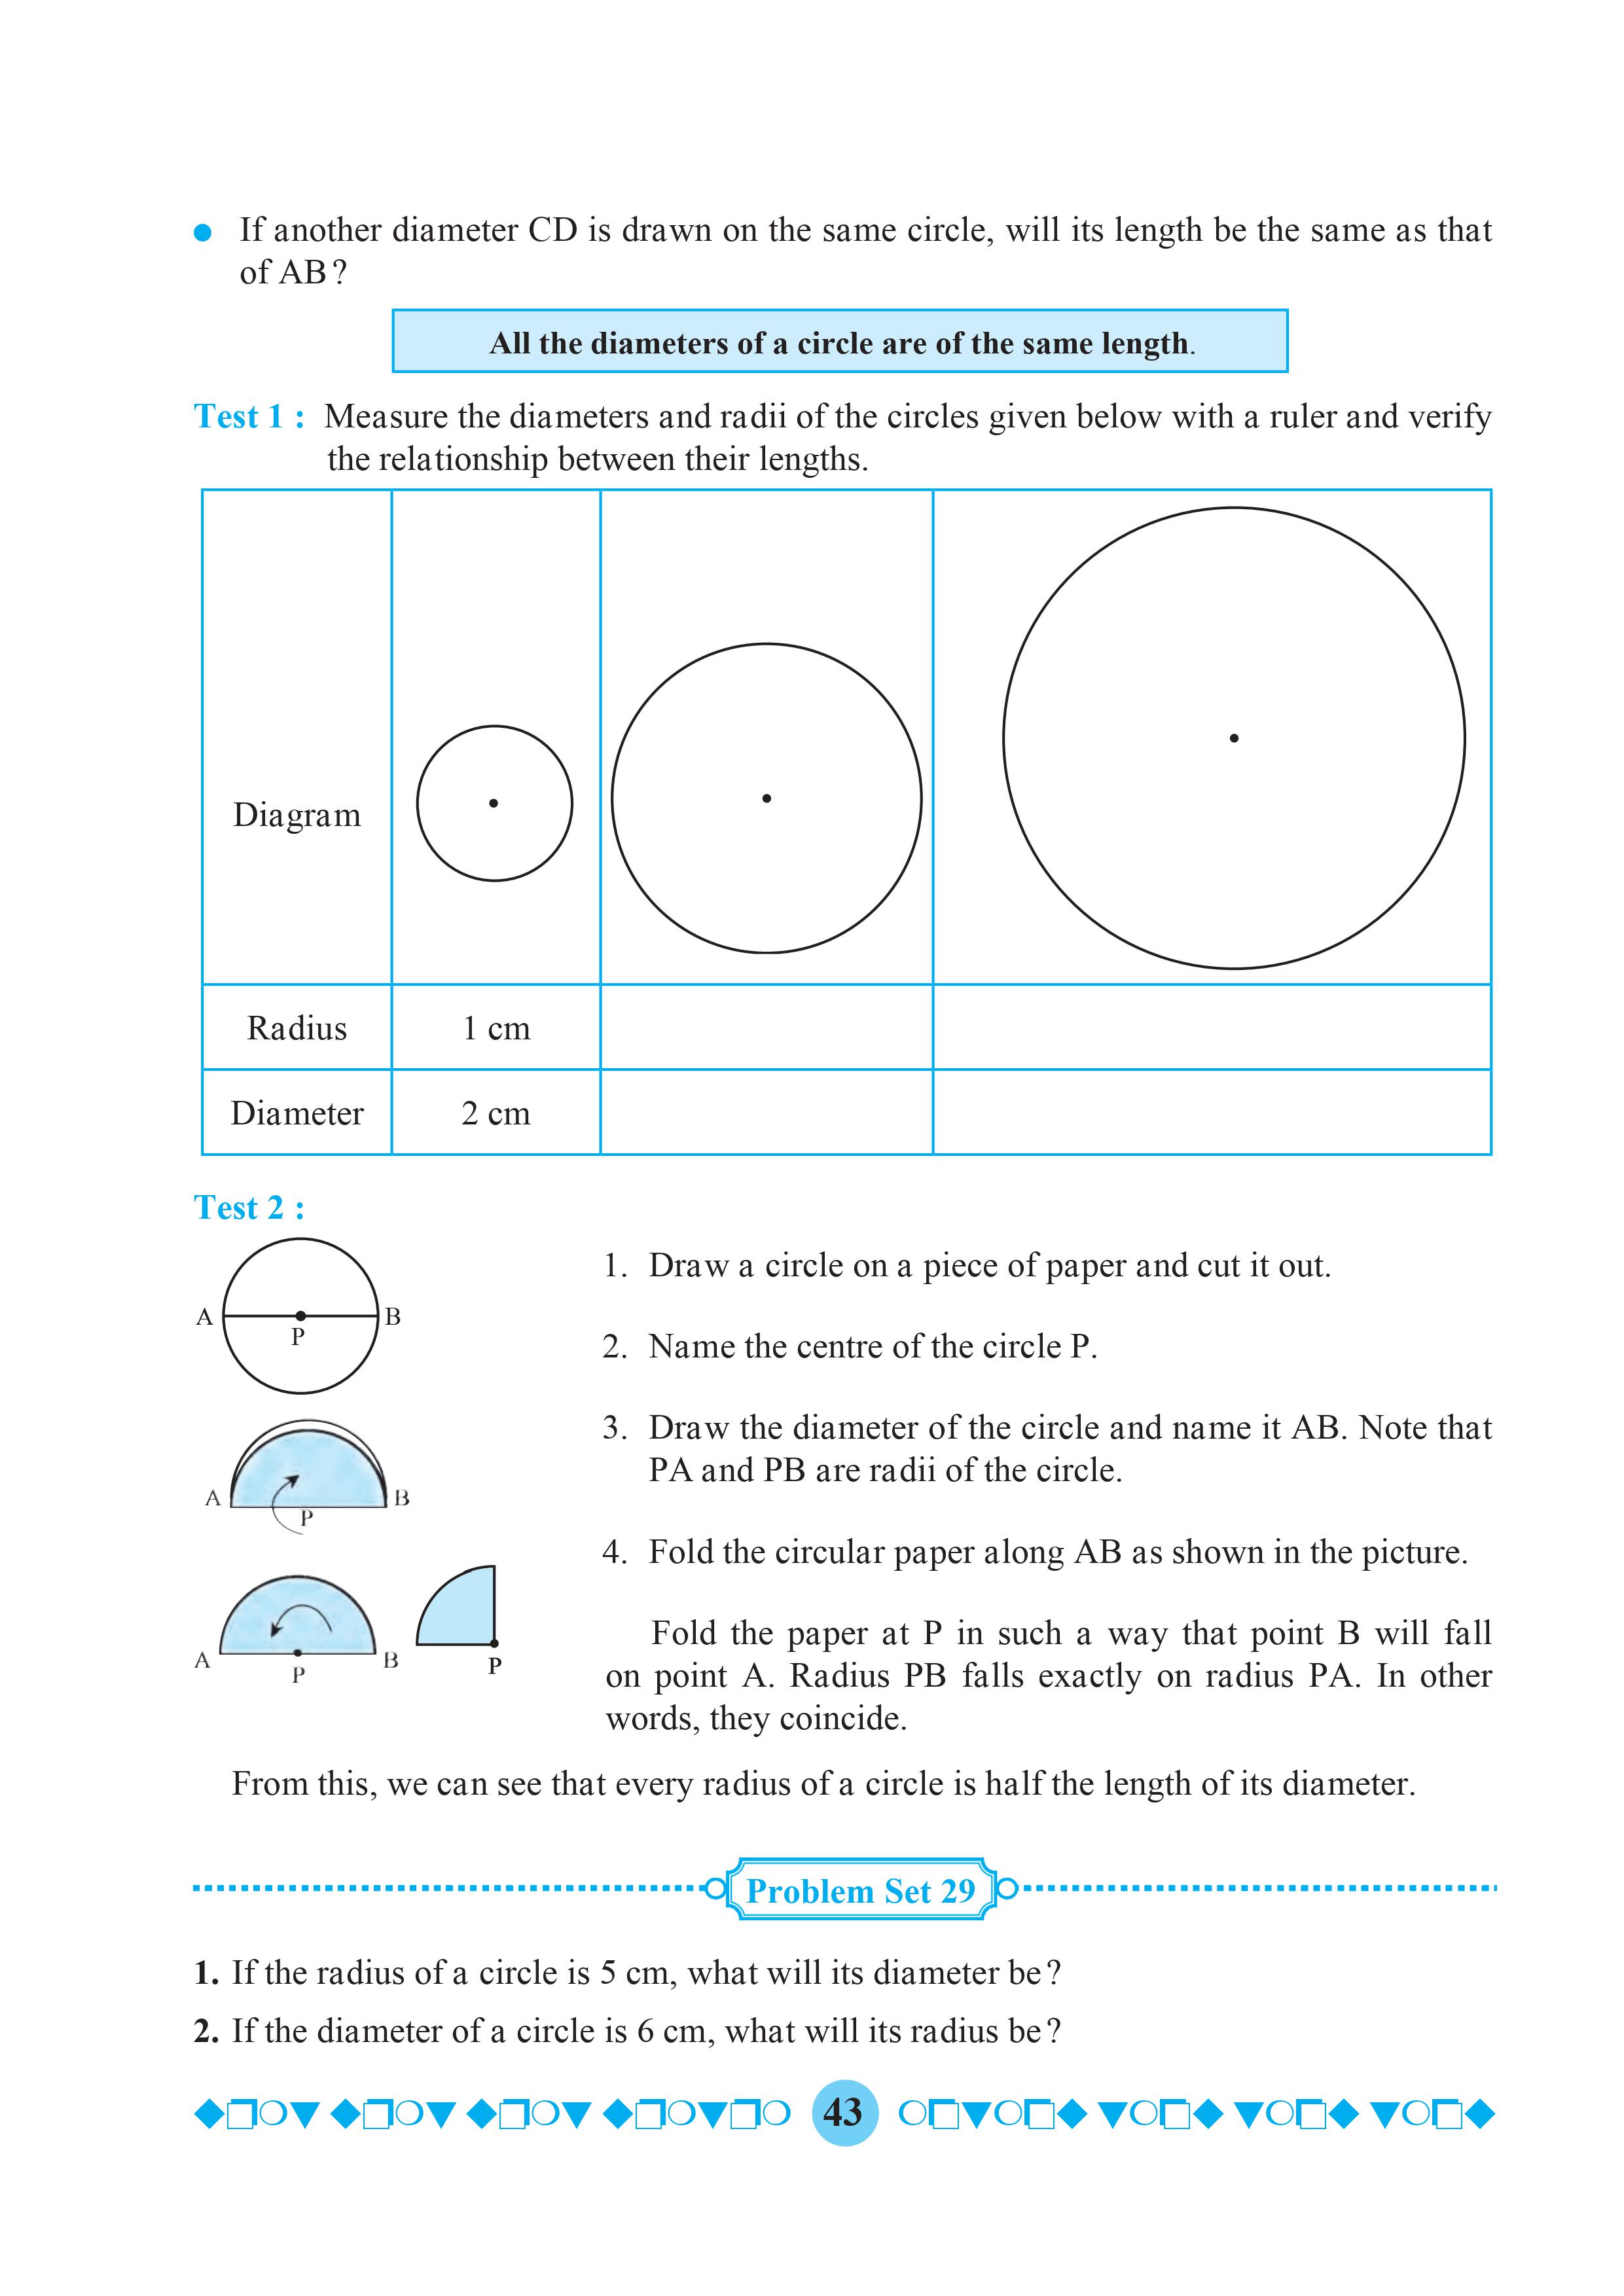 ● If another diameter CD is drawn on the same circle, will its length be the same as that
of AB?
All the diameters of a circle are of the same length.
Test 1 : Measure the diameters and radii of the circles given below with a ruler and verify
the relationship between their lengths.
Diagram
Radius 1 cm
Diameter 2 cm
Test 2 :
A B
P
A B
P
A B
P P
1. Draw a circle on a piece of paper and cut it out.
2. Name the centre of the circle P.
3. Draw the diameter of the circle and name it AB. Note that
PA and PB are radii of the circle.
4. Fold the circular paper along AB as shown in the picture.
Fold the paper at P in such a way that point B will fall
on point A. Radius PB falls exactly on radius PA. In other
words, they coincide.
From this, we can see that every radius of a circle is half the length of its diameter.
Problem Set 29
1. If the radius of a circle is 5 cm, what will its diameter be?
2. If the diameter of a circle is 6 cm, what will its radius be?
43